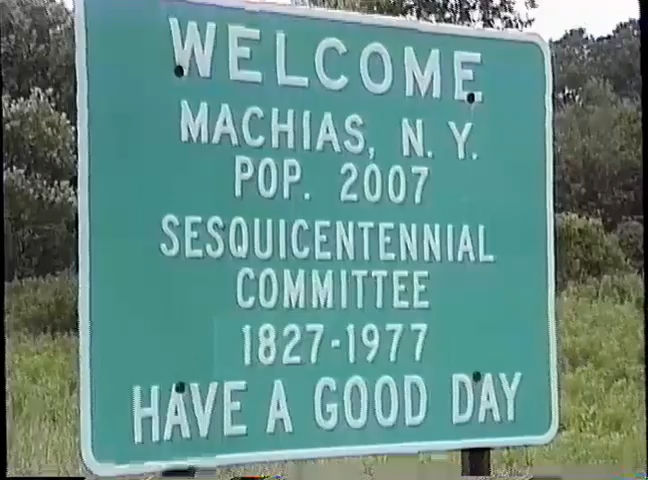 WELCOME
MACHIAS, N. Y.
POP. 2007
SESQUICENTENNIAL
COMMITTEE
1827-1977
HAVE A GOOD DAY